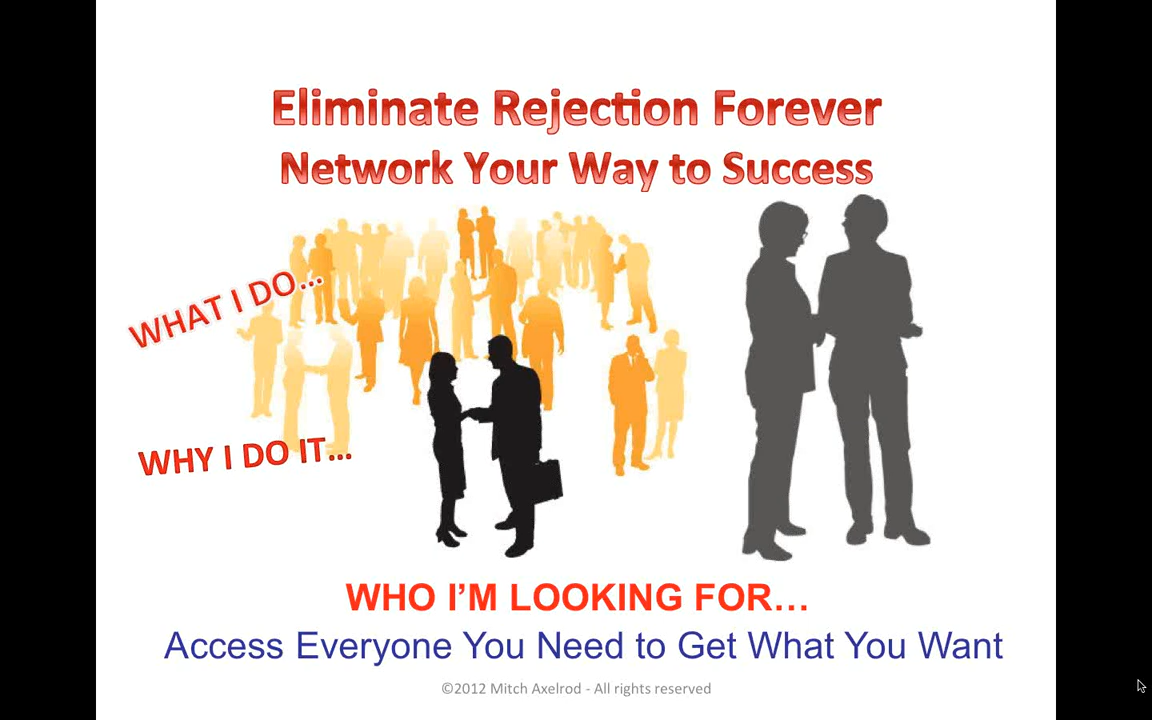 Eliminate Rejection Forever
Network Your Way to Success
WHAT I DO...
WHY I DO IT...
WHO I’M LOOKING FOR…
Access Everyone You Need to Get What You Want
©2012 Mitch Axelrod - All rights reserved